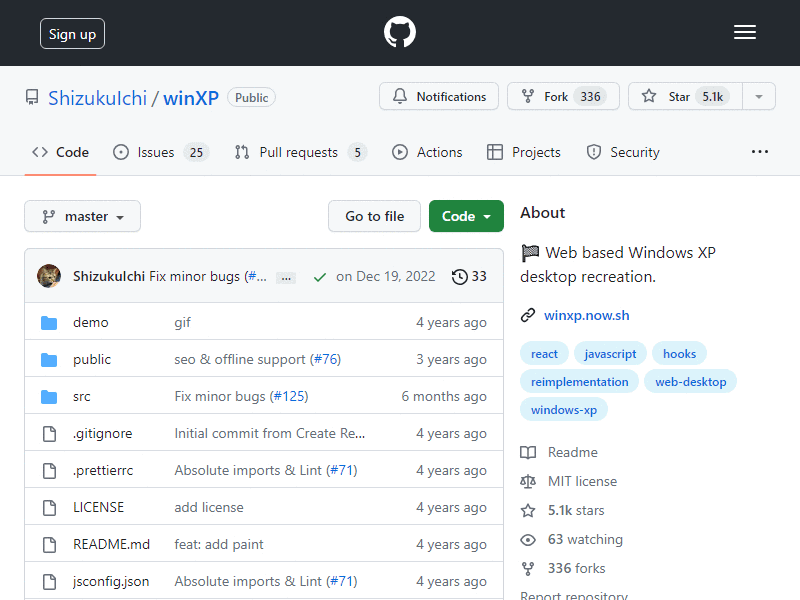 Sign up
ShizukuIchi / winXP Public
Notifications Fork 336 Star 5.1k
Code Issues 25 Pull requests 5 Actions Projects Security ...
master Go to file Code
ShizukuIchi Fix minor bugs (#... ... on Dec 19, 2022 33
demo gif 4 years ago
public seo & offline support (#76) 3 years ago
src Fix minor bugs (#125) 6 months ago
.gitignore Initial commit from Create Re... 4 years ago
.prettierrc Absolute imports & Lint (#71) 4 years ago
LICENSE add license 4 years ago
README.md feat: add paint 4 years ago
jsconfig.json Absolute imports & Lint (#71) 4 years ago
About
Web based Windows XP
desktop recreation.
winxp.now.sh
react javascript hooks
reimplementation web-desktop
windows-xp
Readme
MIT license
5.1k stars
63 watching
336 forks
Report repository